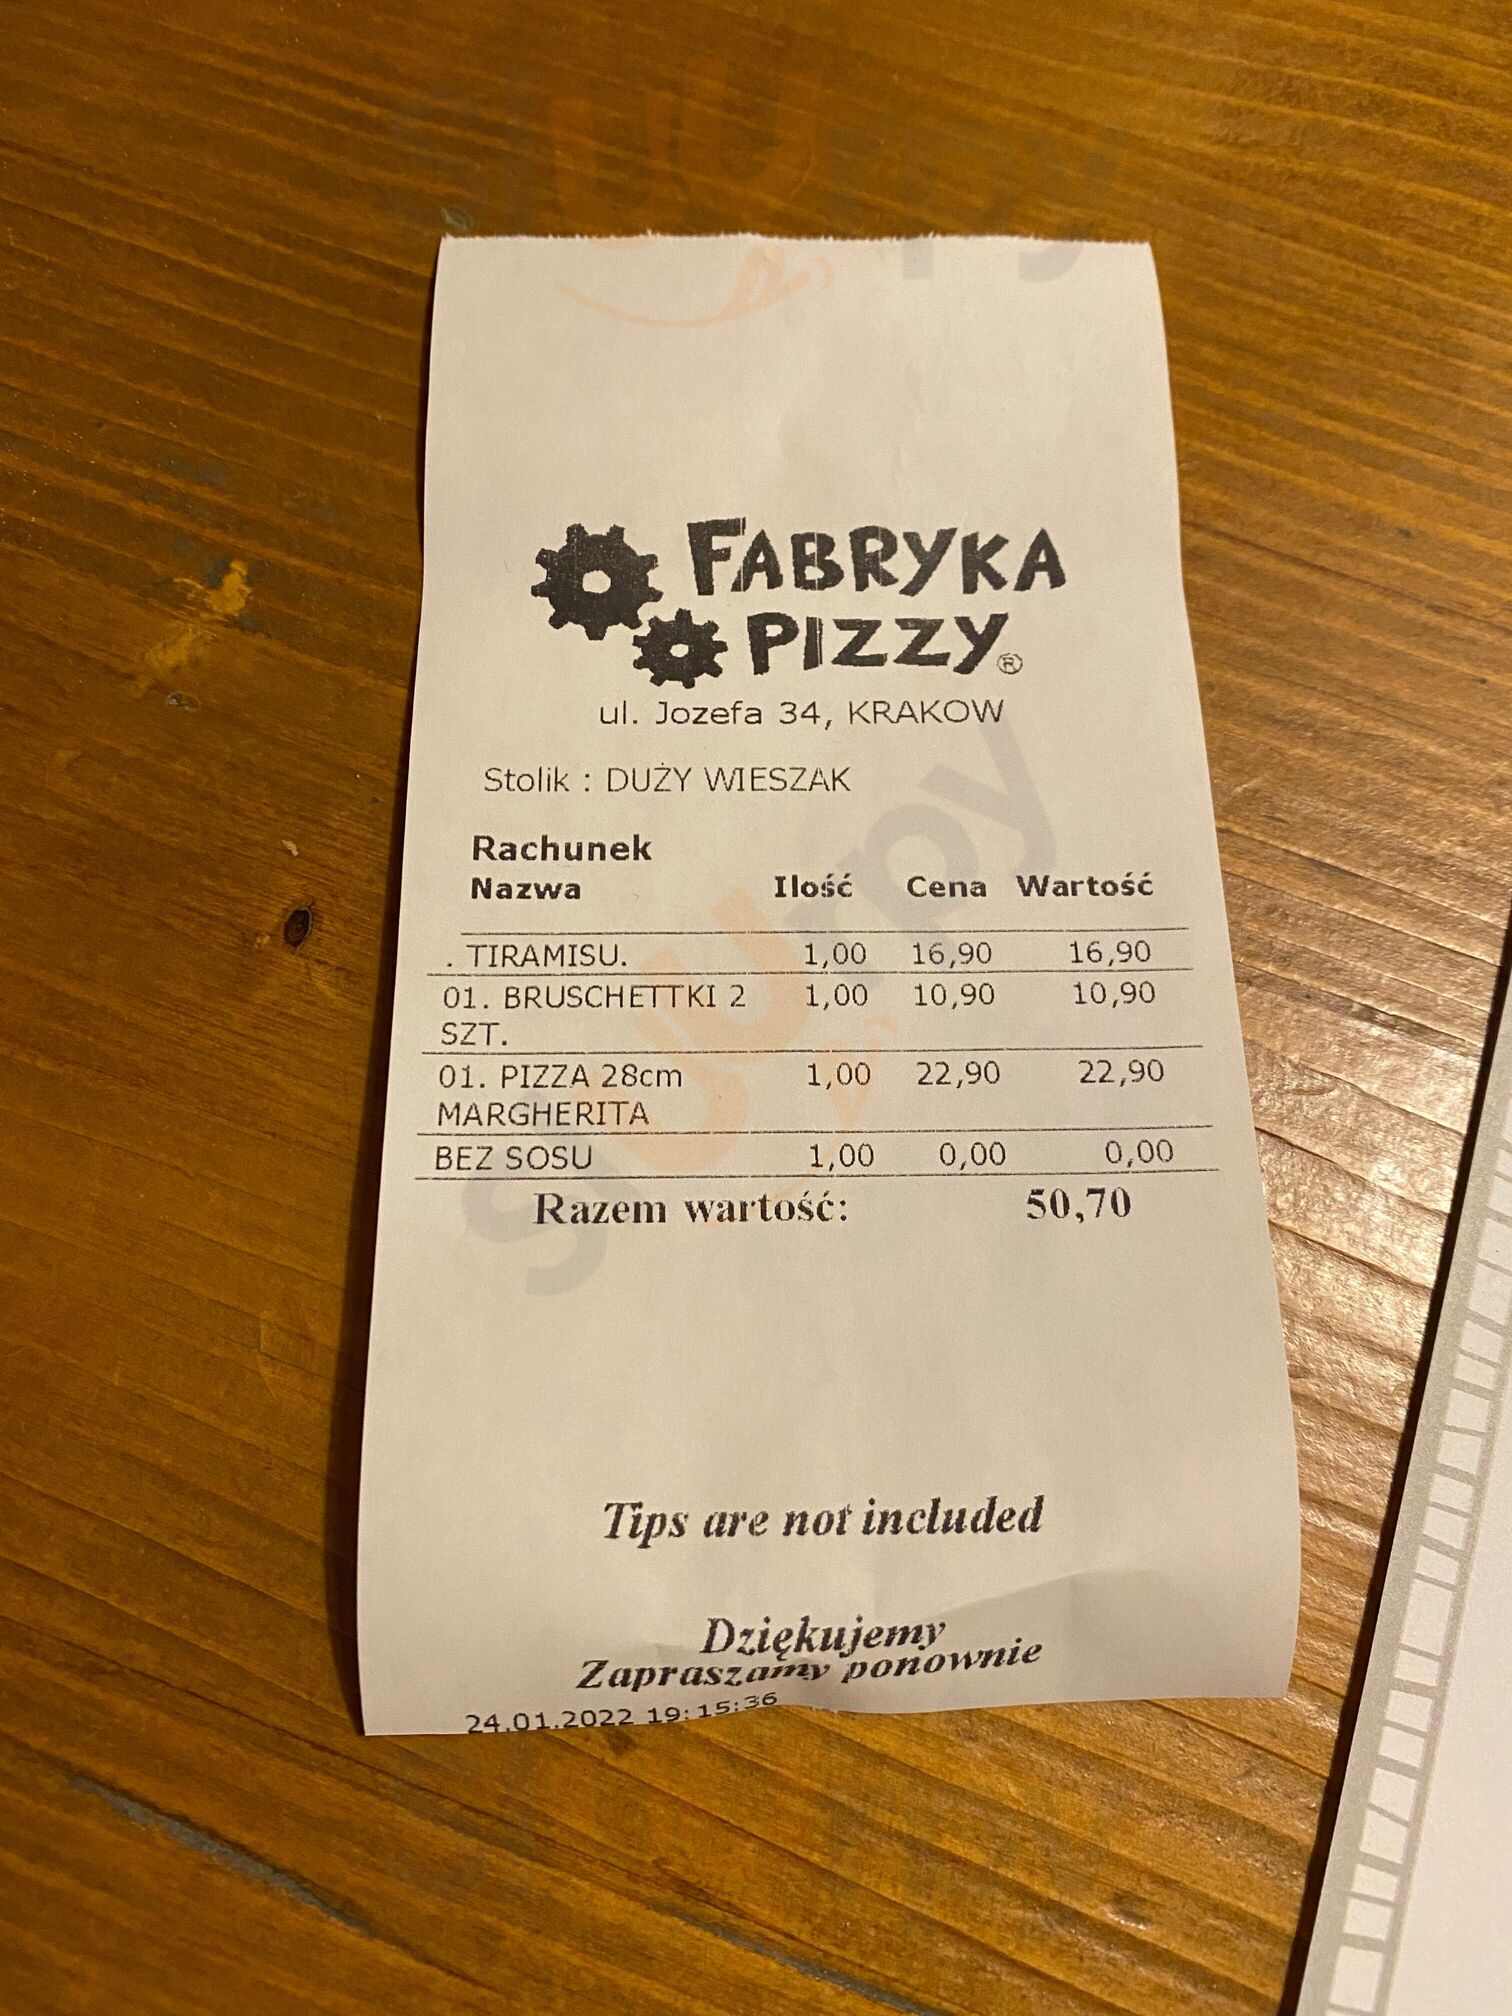 FABRYKA
PIZZY®
ul. Jozefa 34, KRAKOW
Stolik : DUŻY WIESZAK
Rachunek
Nazwa Ilość Cena Wartość
. TIRAMISU. 1,00 16,90 16,90
01. BRUSCHETTKI 2 1,00 10,90 10,90
SZT.
01. PIZZA 28cm 1,00 22,90 22,90
MARGHERITA
BEZ SOSU 1,00 0,00 0,00
Razem wartość: 50,70
Tips are not included
Dziękujemy
Zapraszamy ponownie
24.01.2022 19:15:36
Slurpy